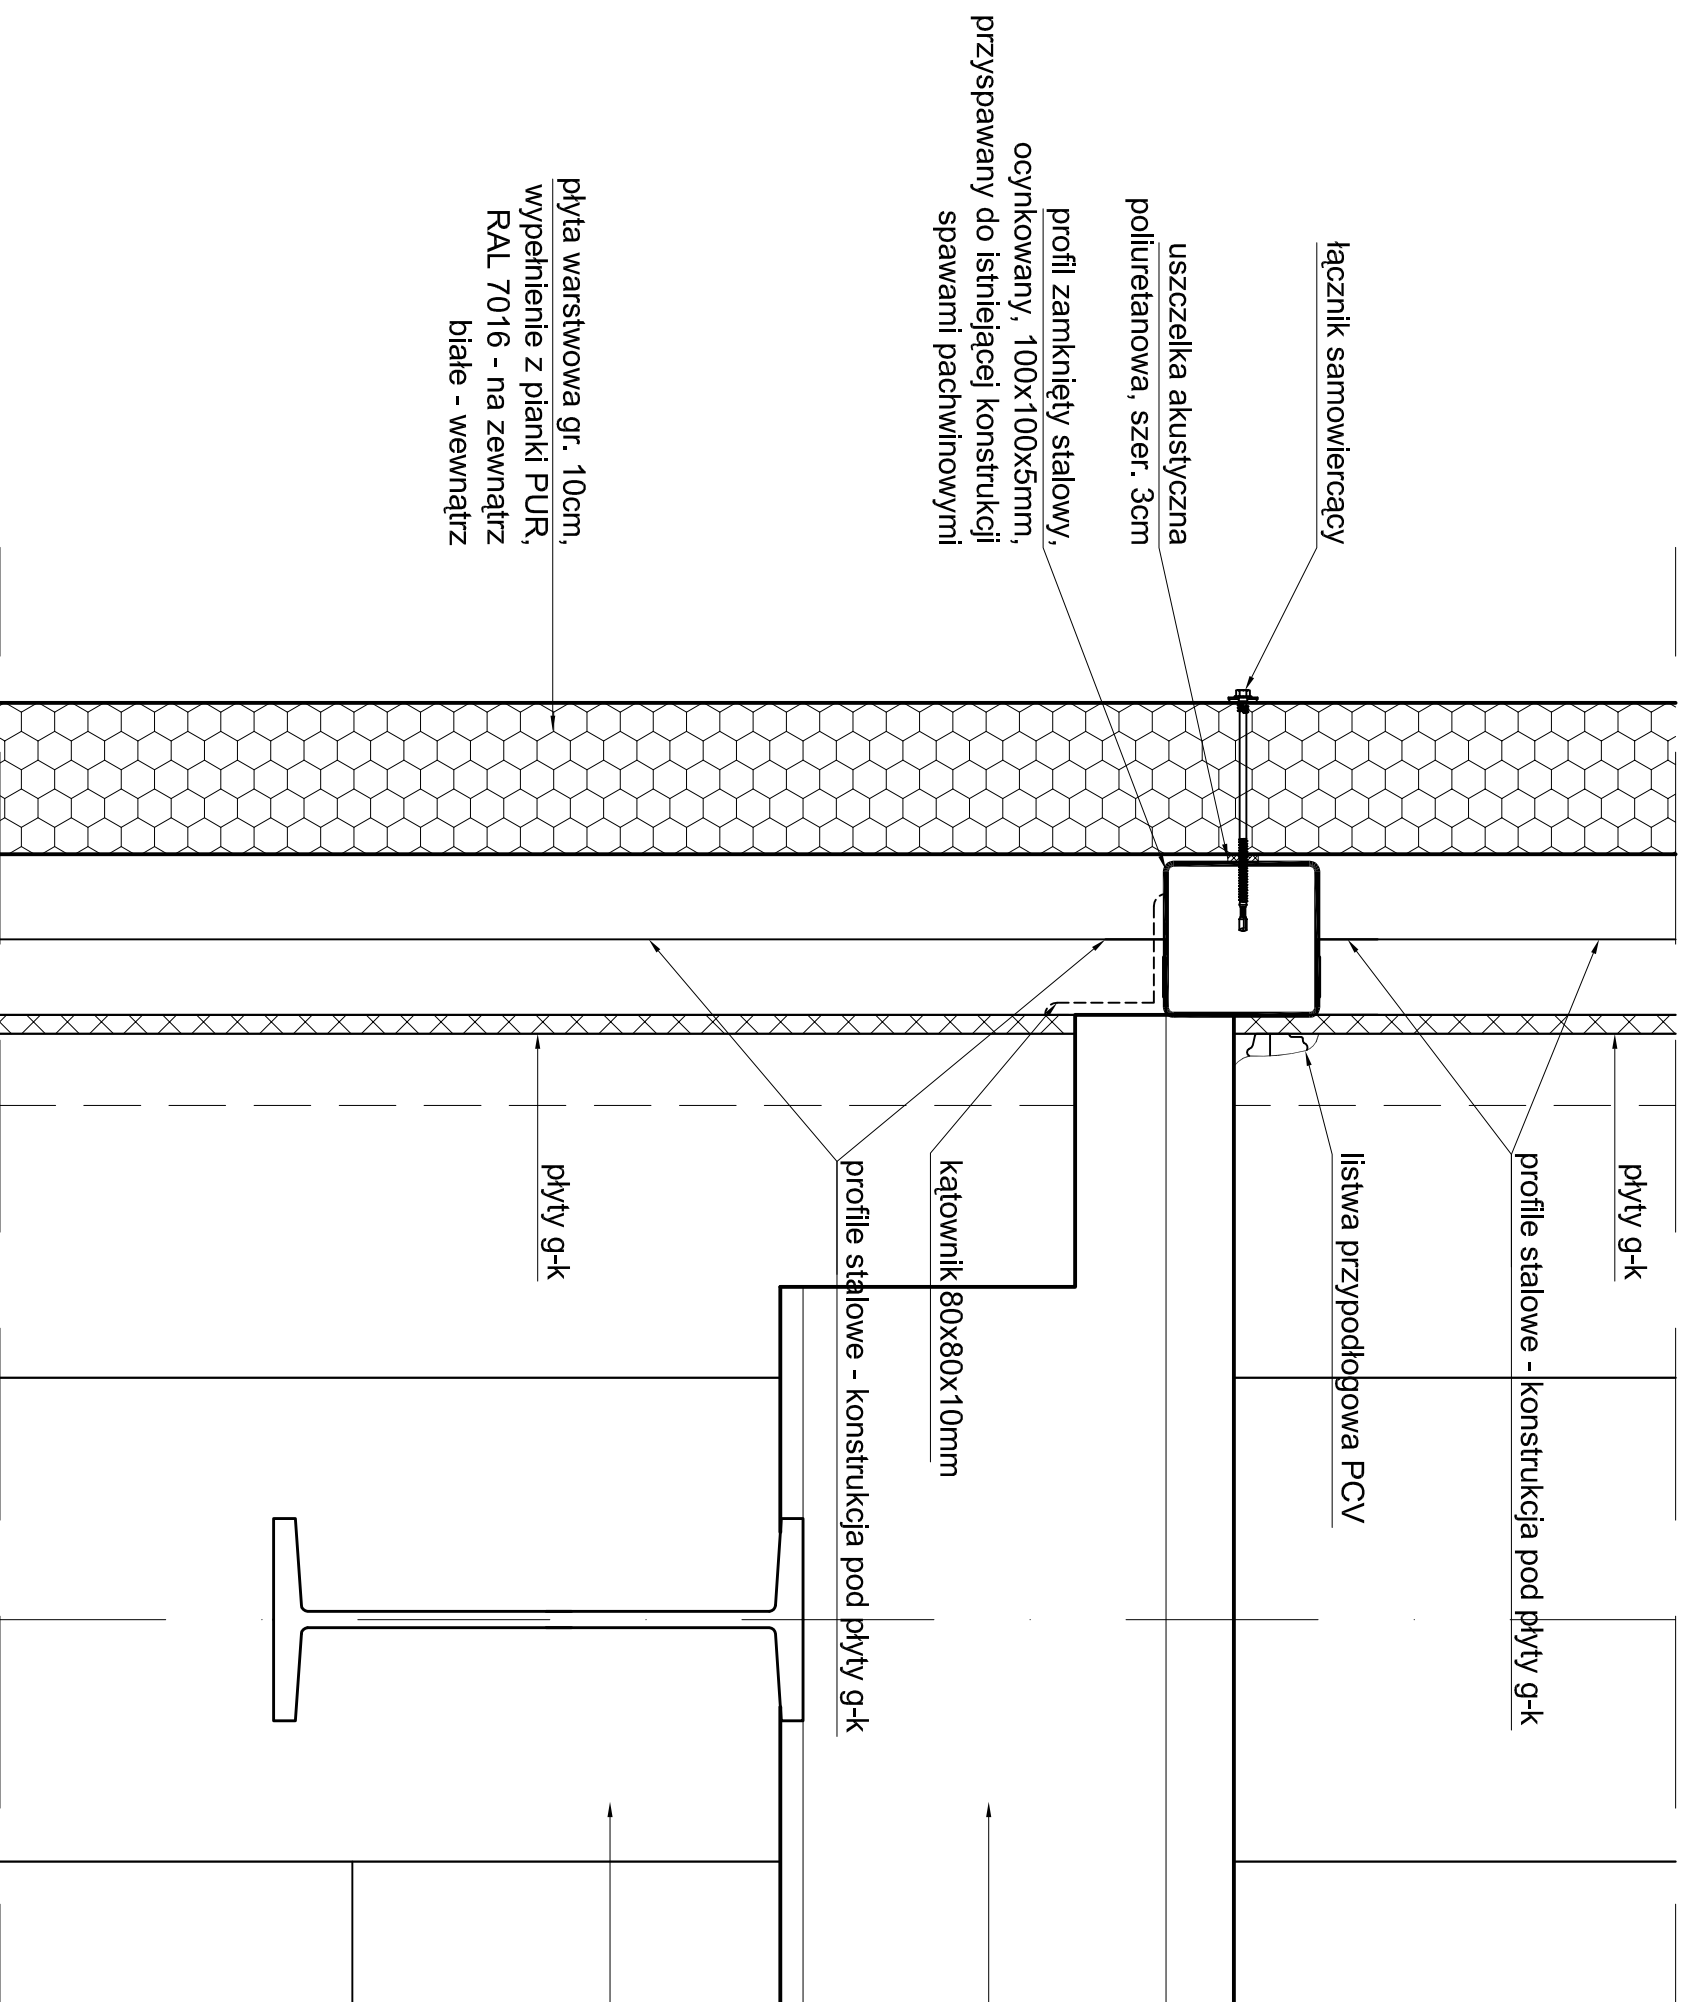 łącznik samowiercący
uszczelka akustyczna
poliuretanowa, szer. 3cm
profil zamknięty stalowy,
ocynkowany, 100x100x5mm,
przyspawany do istniejącej konstrukcji
spawami pachwinowymi
płyta warstwowa gr. 10cm,
wypełnienie z pianki PUR,
RAL 7016 - na zewnątrz
białe - wewnątrz
płyty g-k
profile stalowe - konstrukcja pod płyty g-k
listwa przypodłogowa PCV
kątownik 80x80x10mm
profile stalowe - konstrukcja pod płyty g-k
płyty g-k